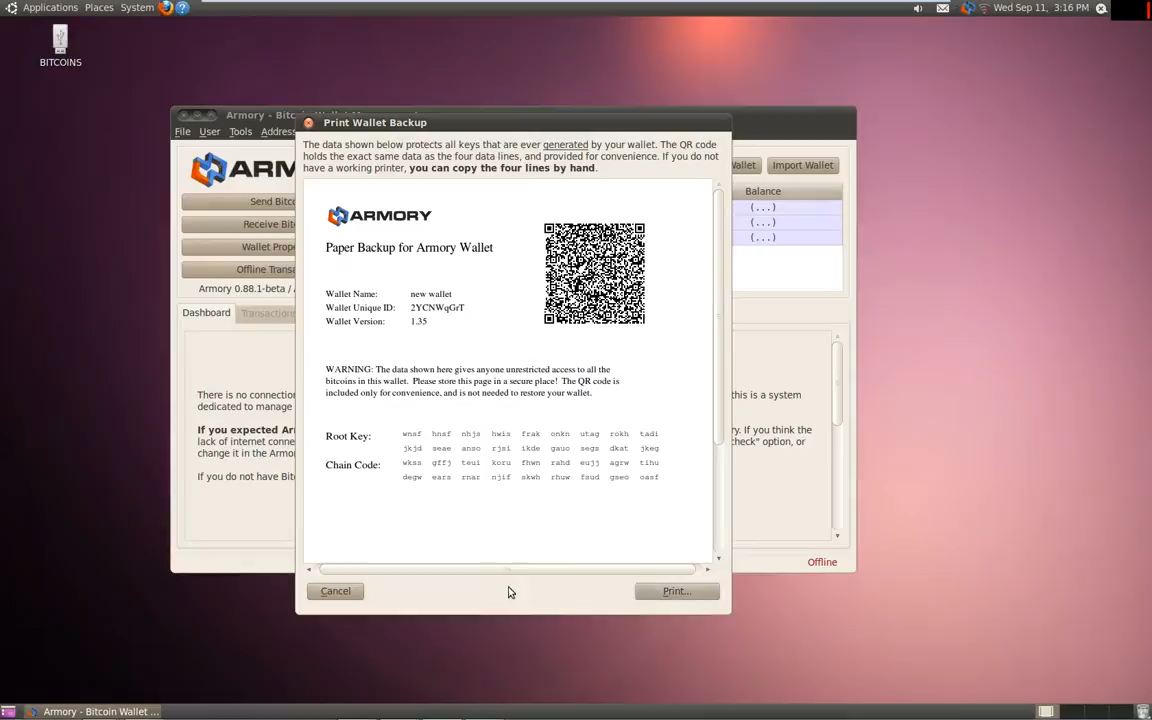 Applications Places System Wed Sep 11, 3:16 PM
BITCOINS
Armory - Bitc
Print Wallet Backup
File User Tools Address
The data shown below protects all keys that are ever generated by your wallet. The QR code
holds the exact same data as the four data lines, and provided for convenience. If you do not
have a working printer, you can copy the four lines by hand.
Wallet Import Wallet
Balance
(...)
(...)
(...)
ARM
Send Bitco
Receive Bit
Wallet Prop
Offline Transa
Armory 0.88.1-beta /
Dashboard Transactions
ARMORY
Paper Backup for Armory Wallet
Wallet Name: new wallet
Wallet Unique ID: 2YCNWqGrT
Wallet Version: 1.35
WARNING: The data shown here gives anyone unrestricted access to all the
bitcoins in this wallet. Please store this page in a secure place! The QR code is
included only for convenience, and is not needed to restore your wallet.
Root Key: wnsf hnsf nhjs hwis frak onkn utag rokh tadi
jkjd seae anso rjsi ikde gauo segs dkat jkeg
Chain Code: wkss gffj teui koru fhwn rahd eujj agrw tihu
degw ears rnar njif skwh rhuw fsud gseo oasf
There is no connection this is a system
dedicated to manage
If you expected Ar ry. If you think the
lack of internet conne check" option, or
change it in the Armo
If you do not have Bit
Offline
Cancel Print...
Armory - Bitcoin Wallet ...